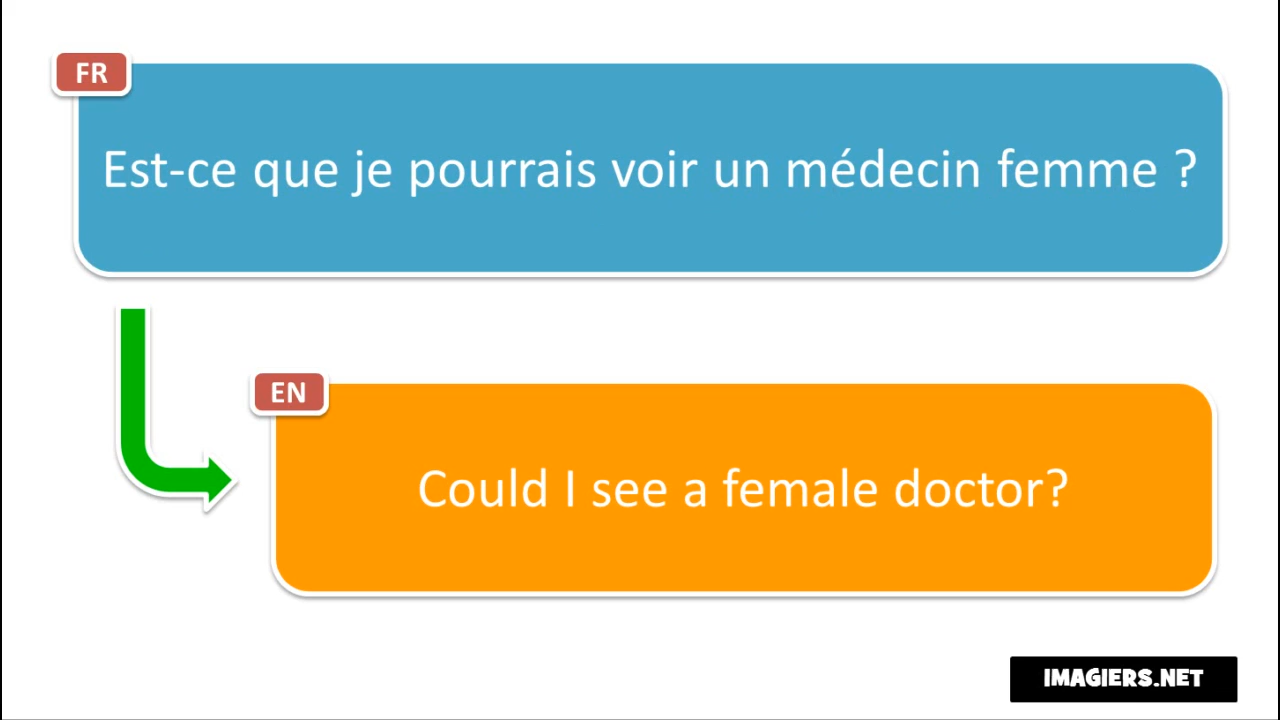 FR
Est-ce que je pourrais voir un médecin femme ?
EN
Could I see a female doctor?
IMAGIERS.NET